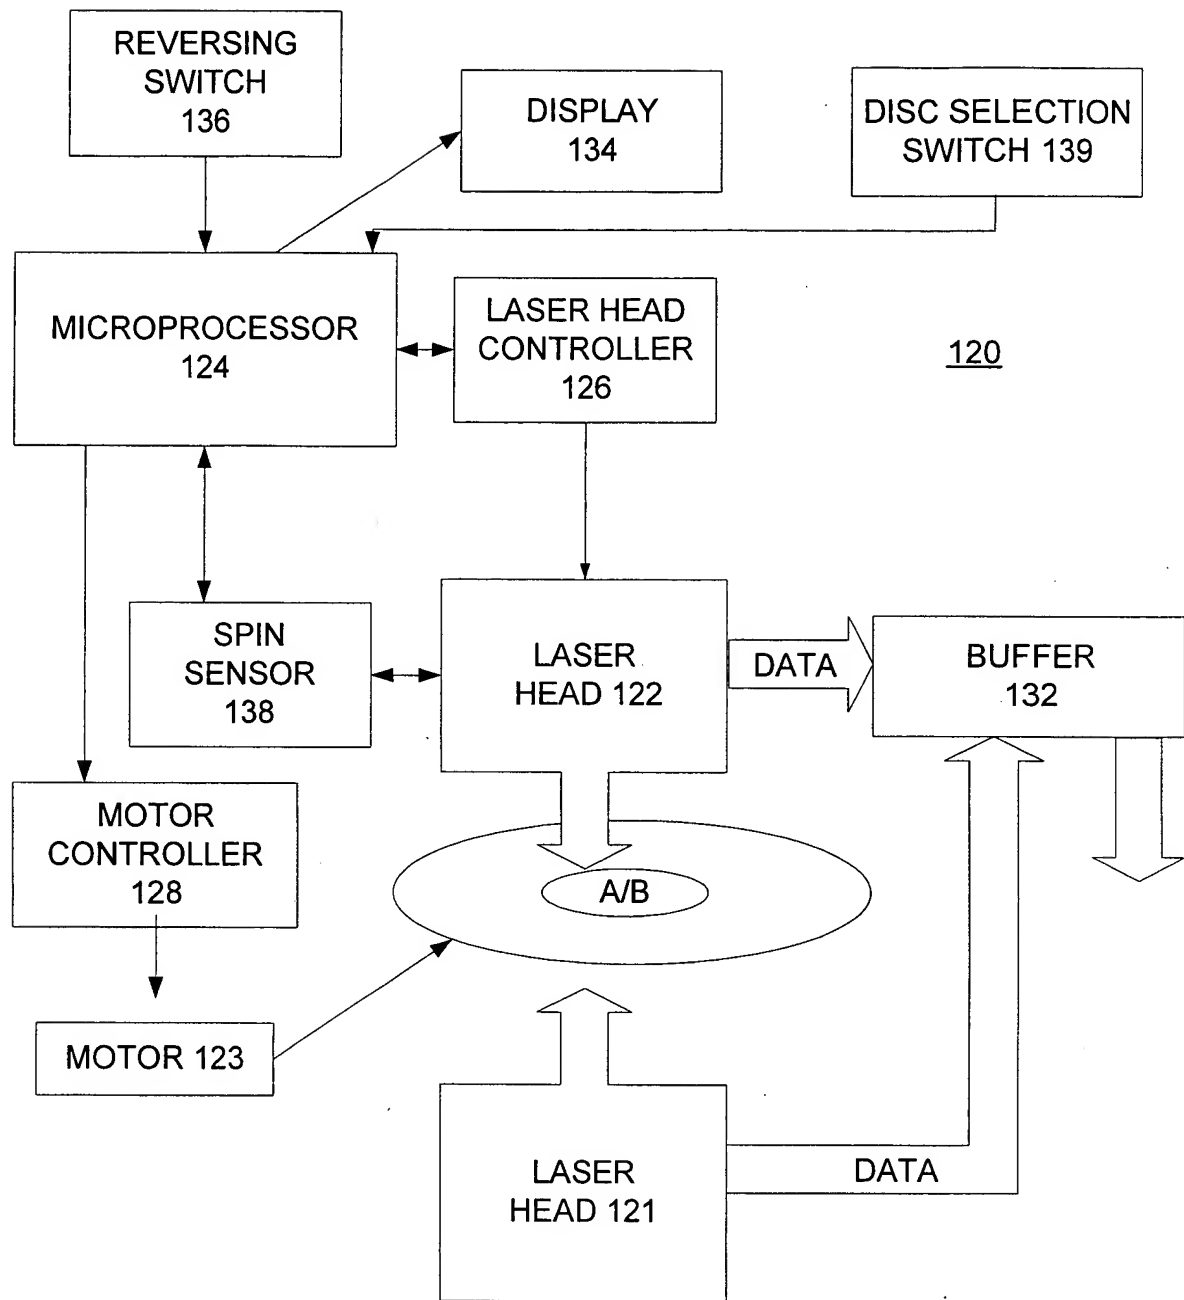 REVERSING
SWITCH
136
DISPLAY
134
DISC SELECTION
SWITCH 139
MICROPROCESSOR
124
LASER HEAD
CONTROLLER
126
120
SPIN
SENSOR
138
LASER
HEAD 122
DATA
BUFFER
132
MOTOR
CONTROLLER
128
A/B
MOTOR 123
LASER
HEAD 121
DATA